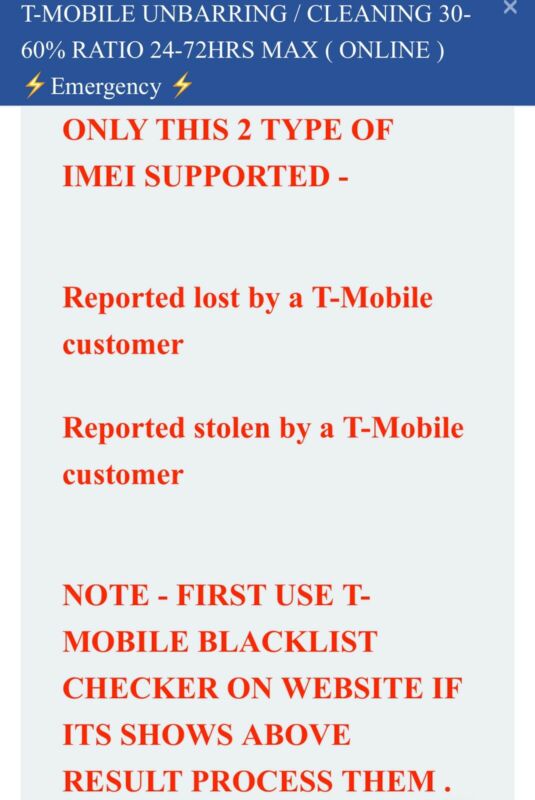 T-MOBILE UNBARRING / CLEANING 30-
60% RATIO 24-72HRS MAX ( ONLINE )
⚡Emergency ⚡
×
ONLY THIS 2 TYPE OF
IMEI SUPPORTED -
Reported lost by a T-Mobile
customer
Reported stolen by a T-Mobile
customer
NOTE - FIRST USE T-
MOBILE BLACKLIST
CHECKER ON WEBSITE IF
ITS SHOWS ABOVE
RESULT PROCESS THEM .